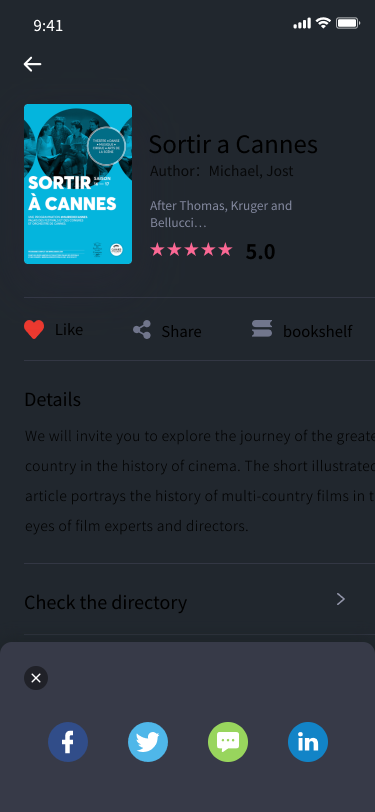 9:41
SORTIR
À CANNES
Sortir a Cannes
Author: Michael, Jost
After Thomas, Kruger and
Bellucci...
5.0
Like
Share
bookshelf
Details
We will invite you to explore the journey of the greate
country in the history of cinema. The short illustrated
article portrays the history of multi-country films in t
eyes of film experts and directors.
Check the directory
f
in